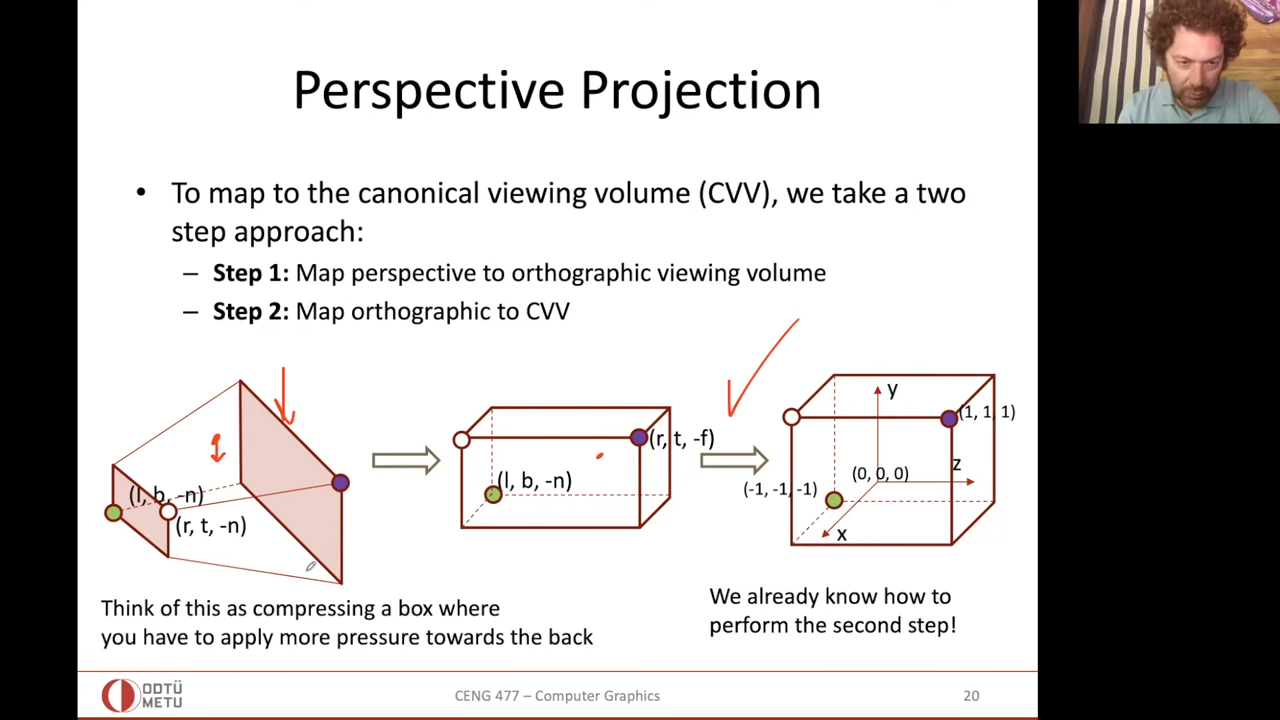 Perspective Projection
• To map to the canonical viewing volume (CVV), we take a two
step approach:
– Step 1: Map perspective to orthographic viewing volume
– Step 2: Map orthographic to CVV
(l, b, -n)
(r, t, -n)
(r, t, -f)
(l, b, -n)
y
(1, 1, 1)
z
(0, 0, 0)
(-1, -1, -1)
x
Think of this as compressing a box where
you have to apply more pressure towards the back
We already know how to
perform the second step!
ODTÜ
METU
CENG 477 – Computer Graphics
20